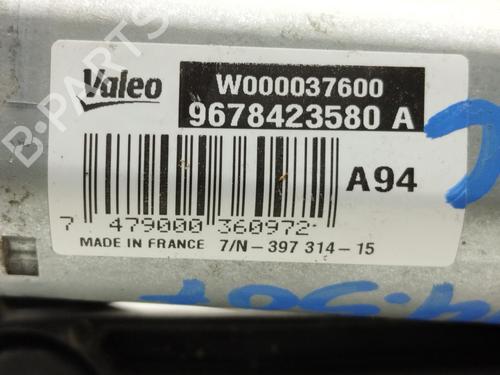 B-PARTS
Valeo
W000037600
9678423580 A
A94
7 479000 360972
MADE IN FRANCE 7/N-397 314-15